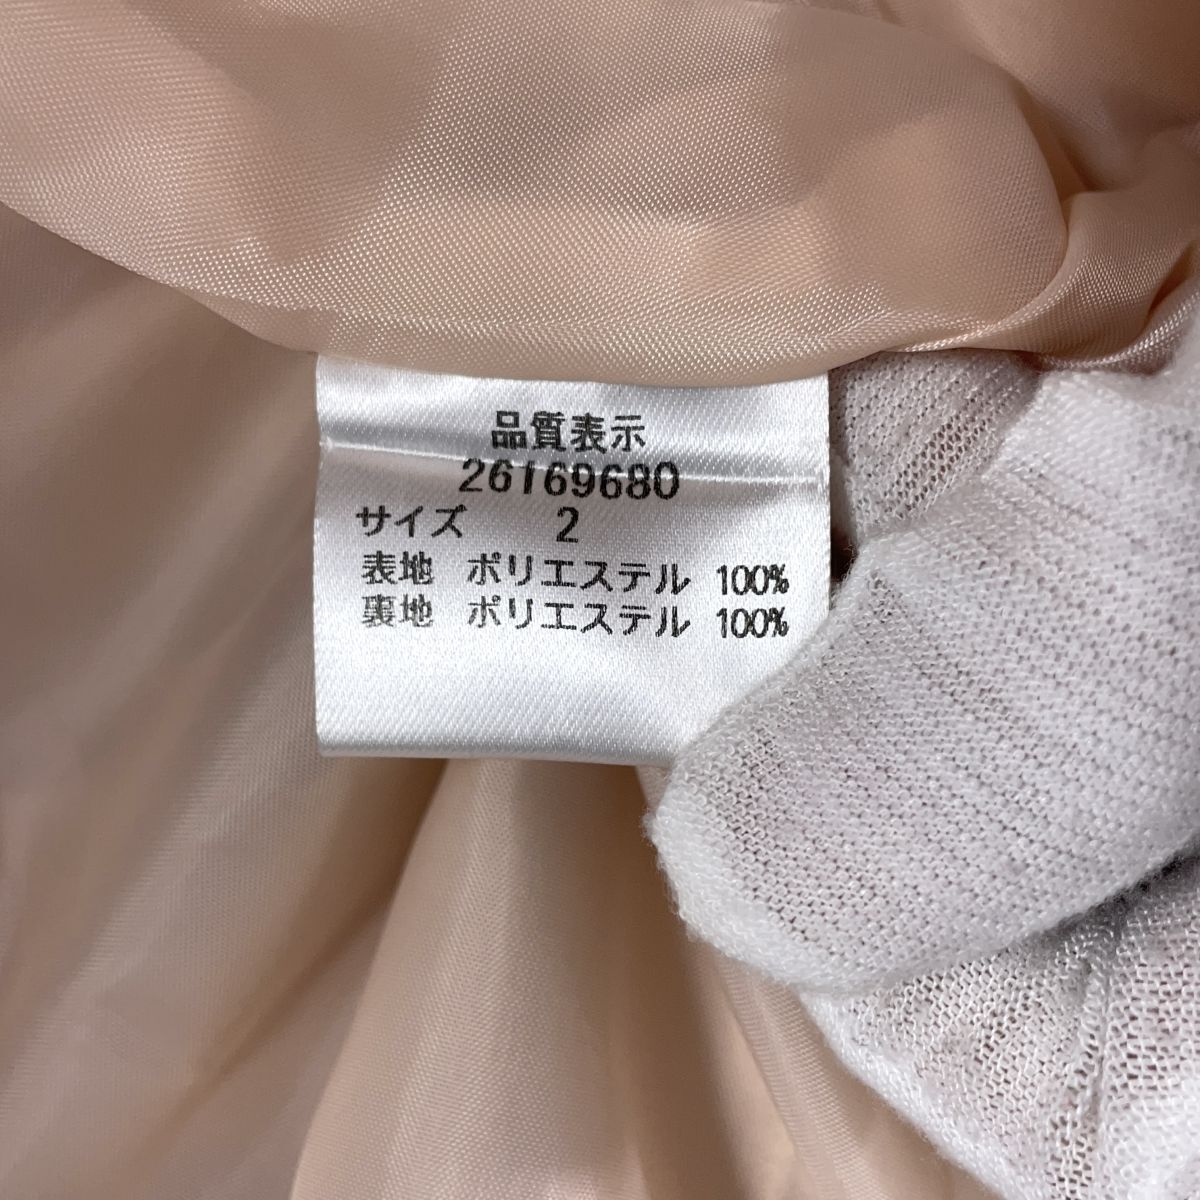 品質表示
26169680
サイズ 2
表地 ポリエステル 100%
裏地 ポリエステル 100%